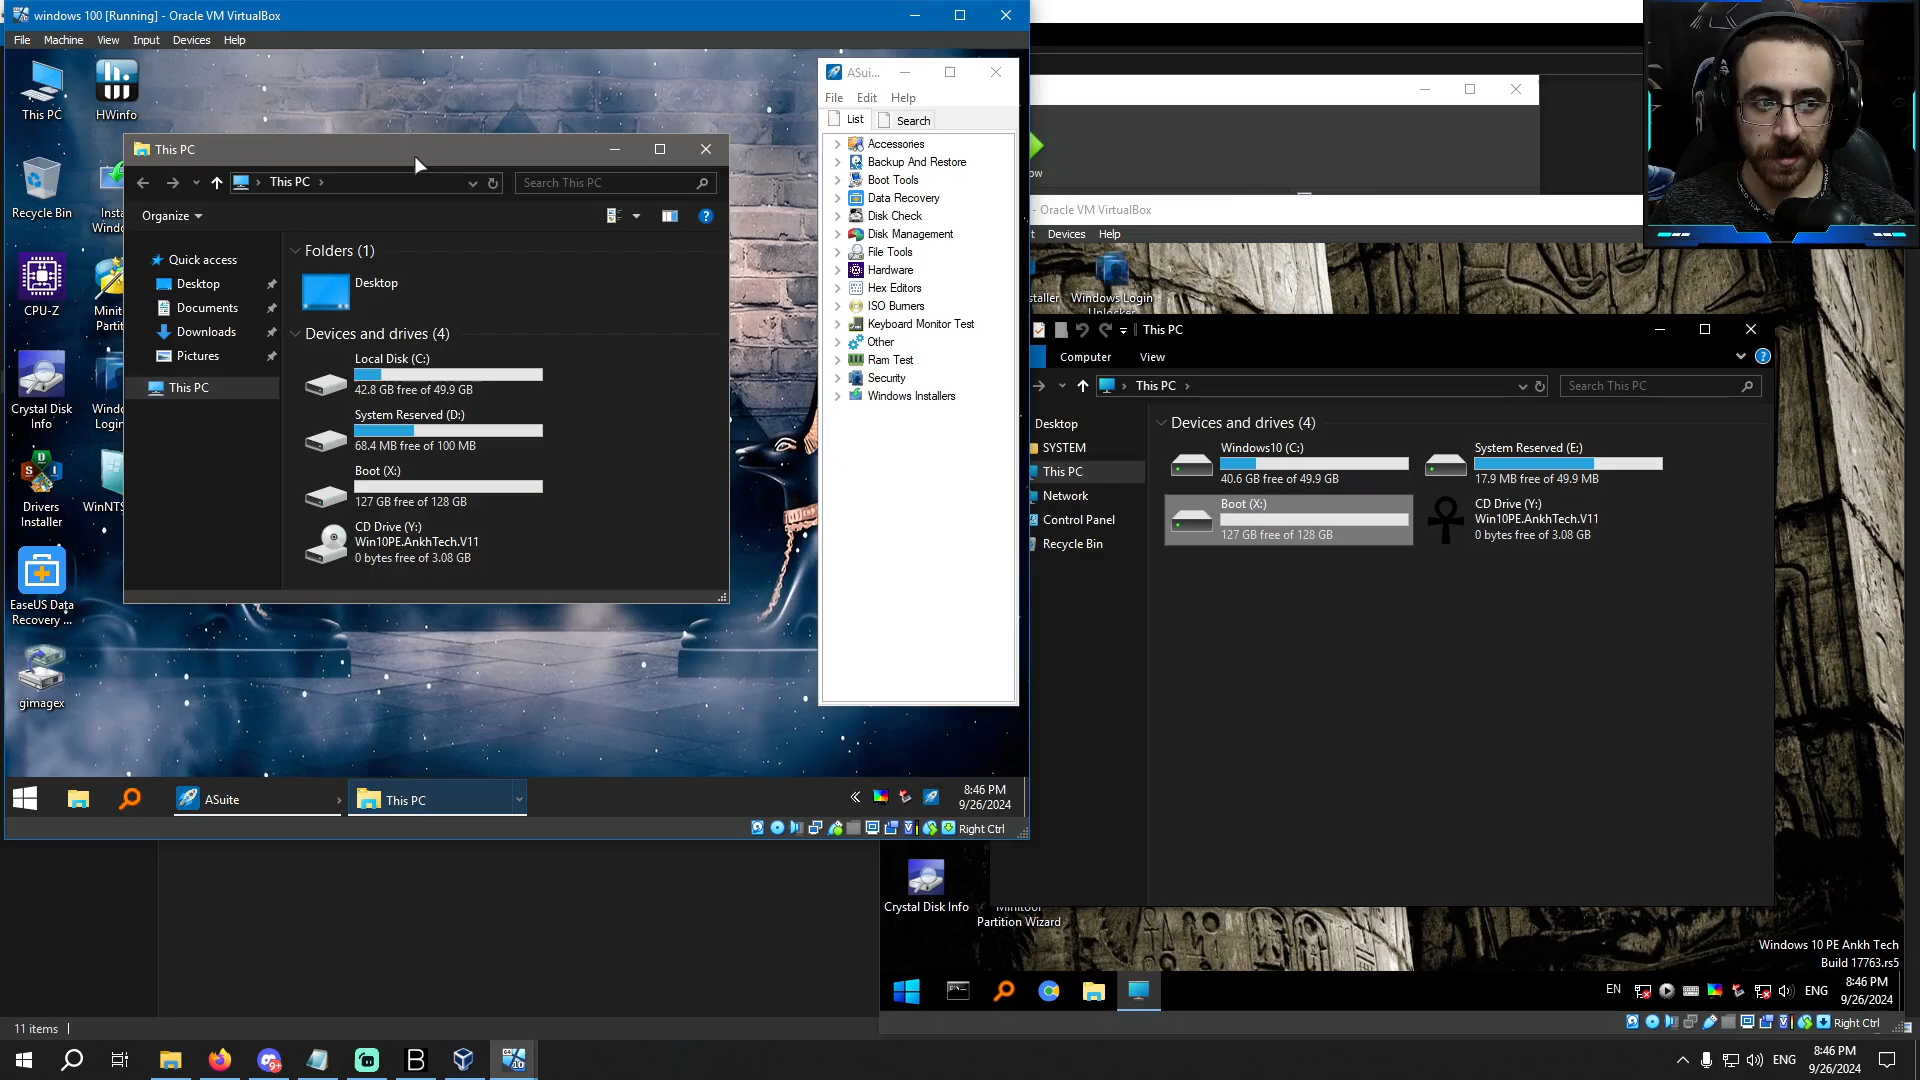 windows 100 [Running] - Oracle VM VirtualBox
File Machine View Input Devices Help
This PC
HWinfo
Recycle Bin
CPU-Z
Crystal Disk
Info
Drivers
Installer
EaseUS Data
Recovery ...
gimagex
This PC
This PC
Search This PC
Organize
Quick access
Desktop
Documents
Downloads
Pictures
This PC
Folders (1)
Desktop
Devices and drives (4)
Local Disk (C:)
42.8 GB free of 49.9 GB
System Reserved (D:)
68.4 MB free of 100 MB
Boot (X:)
127 GB free of 128 GB
CD Drive (Y:)
Win10PE.AnkhTech.V11
0 bytes free of 3.08 GB
ASui...
File Edit Help
List Search
Accessories
Backup And Restore
Boot Tools
Data Recovery
Disk Check
Disk Management
File Tools
Hardware
Hex Editors
ISO Burners
Keyboard Monitor Test
Other
Ram Test
Security
Windows Installers
ASuite
This PC
8:46 PM
9/26/2024
Right Ctrl
- Oracle VM VirtualBox
Devices Help
Windows Login
This PC
Computer View
This PC
Search This PC
Desktop
SYSTEM
This PC
Network
Control Panel
Recycle Bin
Devices and drives (4)
Windows10 (C:)
40.6 GB free of 49.9 GB
System Reserved (E:)
17.9 MB free of 49.9 MB
Boot (X:)
127 GB free of 128 GB
CD Drive (Y:)
Win10PE.AnkhTech.V11
0 bytes free of 3.08 GB
Crystal Disk Info
Partition Wizard
Windows 10 PE Ankh Tech
Build 17763.rs5
EN
ENG
8:46 PM
9/26/2024
Right Ctrl
11 items
9+
ENG
8:46 PM
9/26/2024